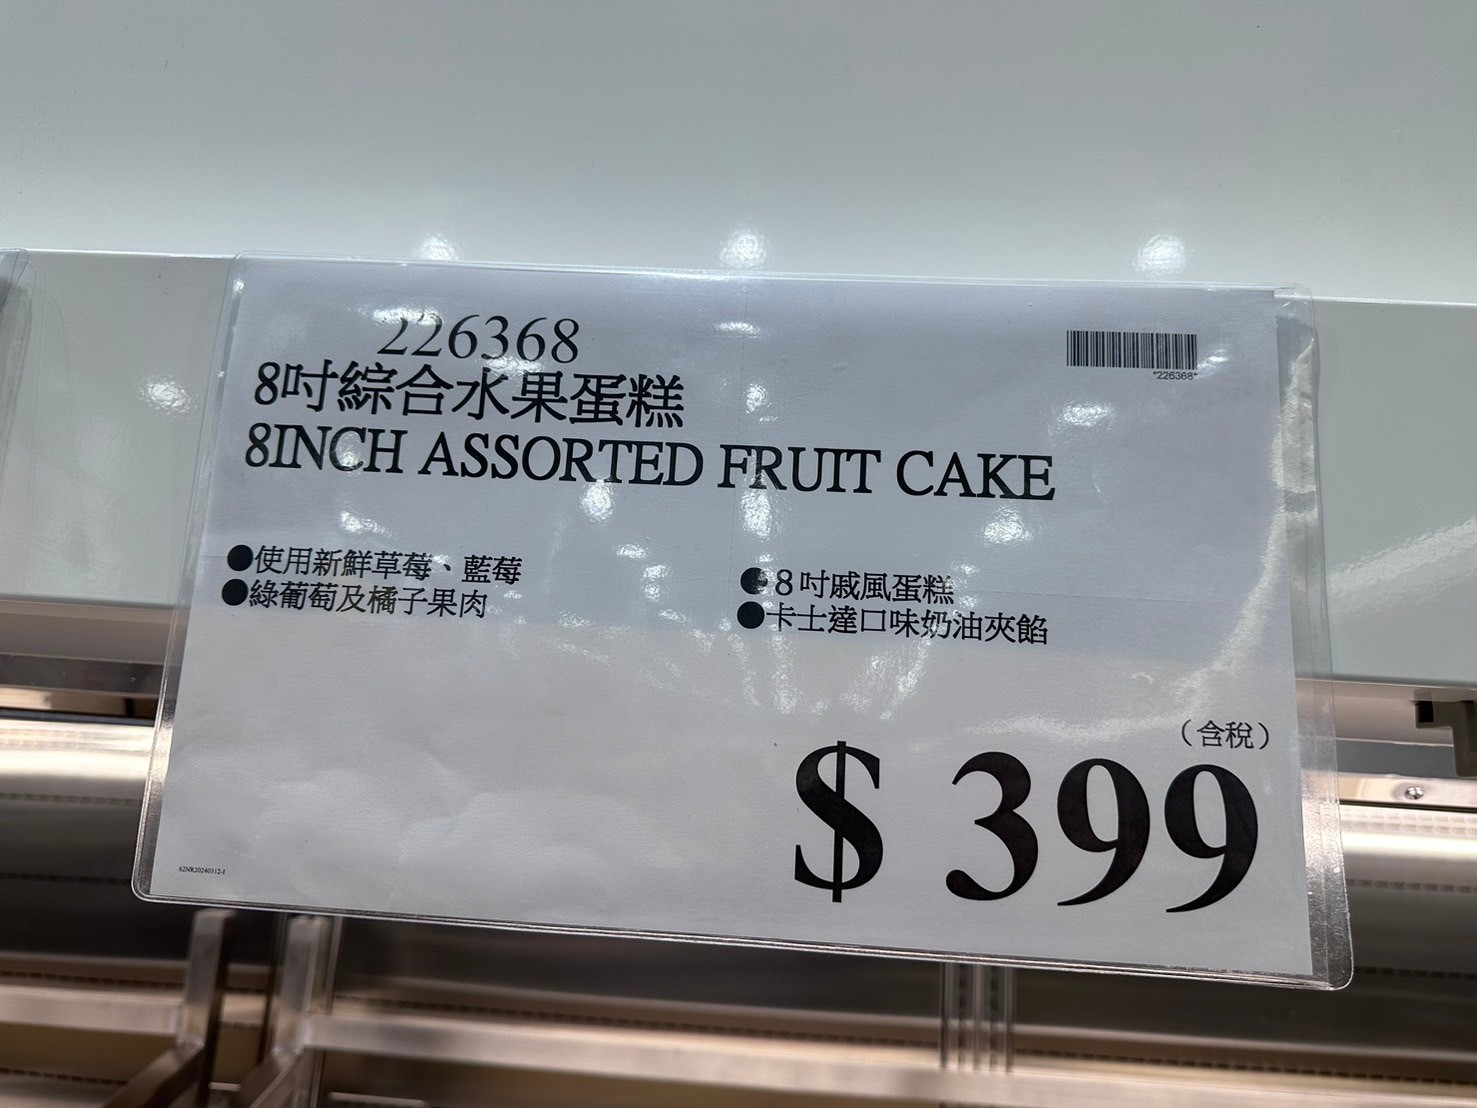 226368
*226368*
8吋綜合水果蛋糕
8INCH ASSORTED FRUIT CAKE
●使用新鮮草莓、藍莓
●綠葡萄及橘子果肉
●8吋戚風蛋糕
●卡士達口味奶油夾餡
（含稅）
$ 399
62NR20240312-1